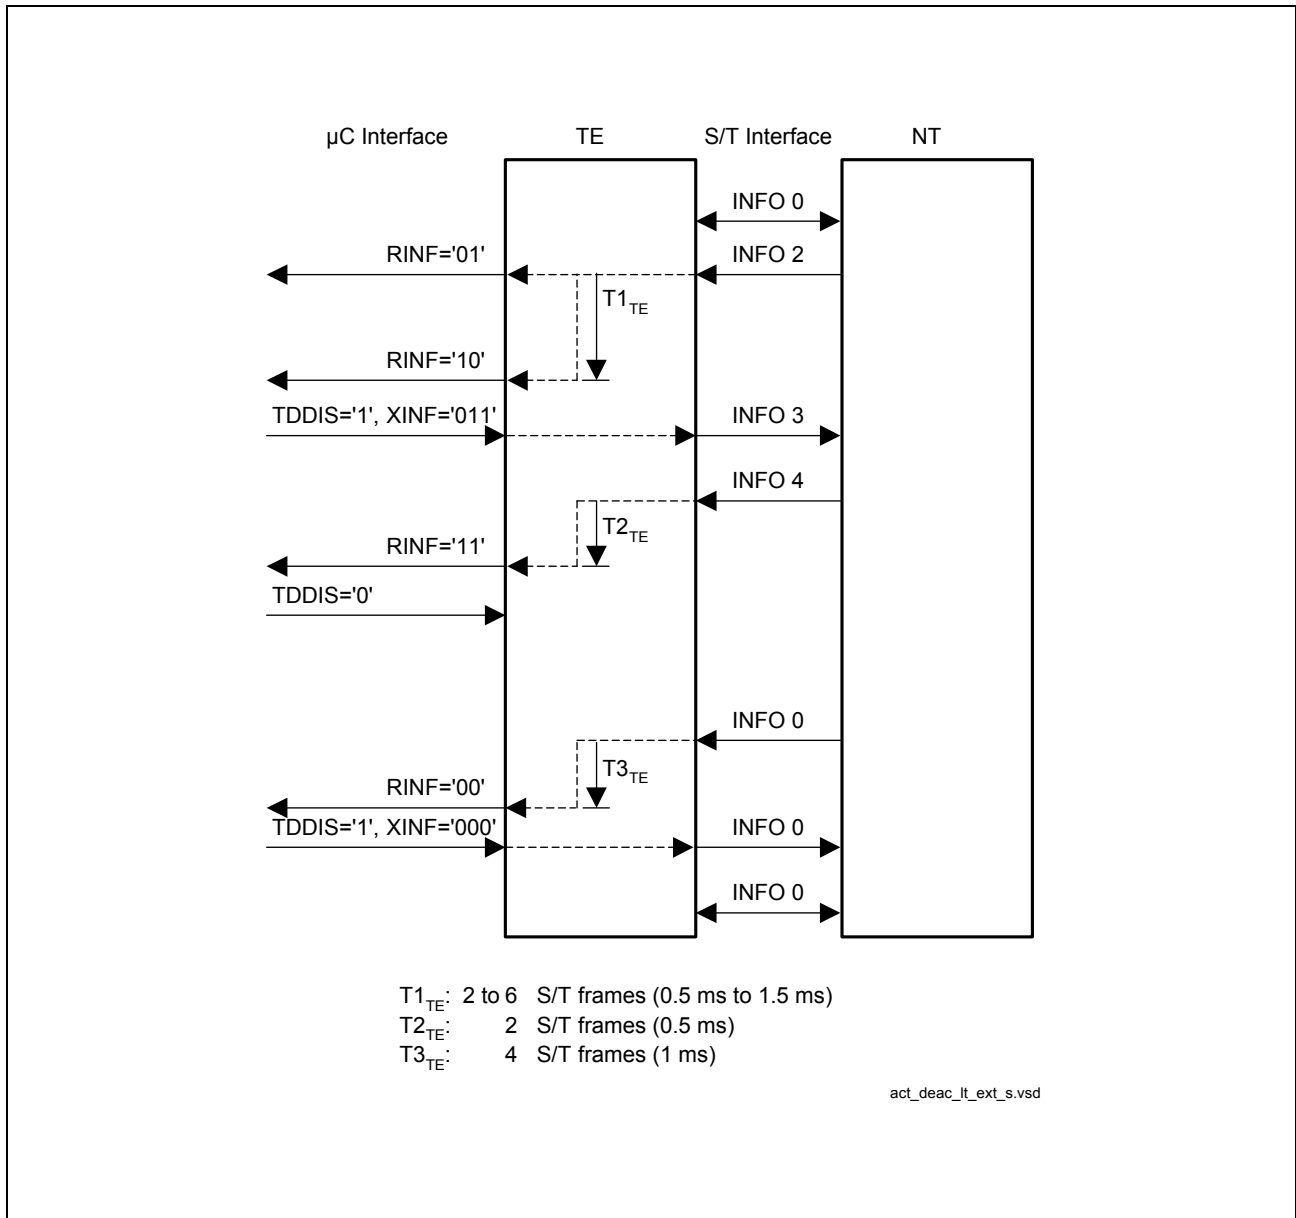 µC Interface TE S/T Interface NT
INFO 0
RINF='01' INFO 2
T1TE
RINF='10'
TDDIS='1', XINF='011' INFO 3
INFO 4
T2TE
RINF='11'
TDDIS='0'
INFO 0
T3TE
RINF='00'
TDDIS='1', XINF='000' INFO 0
INFO 0
T1TE: 2 to 6 S/T frames (0.5 ms to 1.5 ms)
T2TE: 2 S/T frames (0.5 ms)
T3TE: 4 S/T frames (1 ms)
act_deac_lt_ext_s.vsd